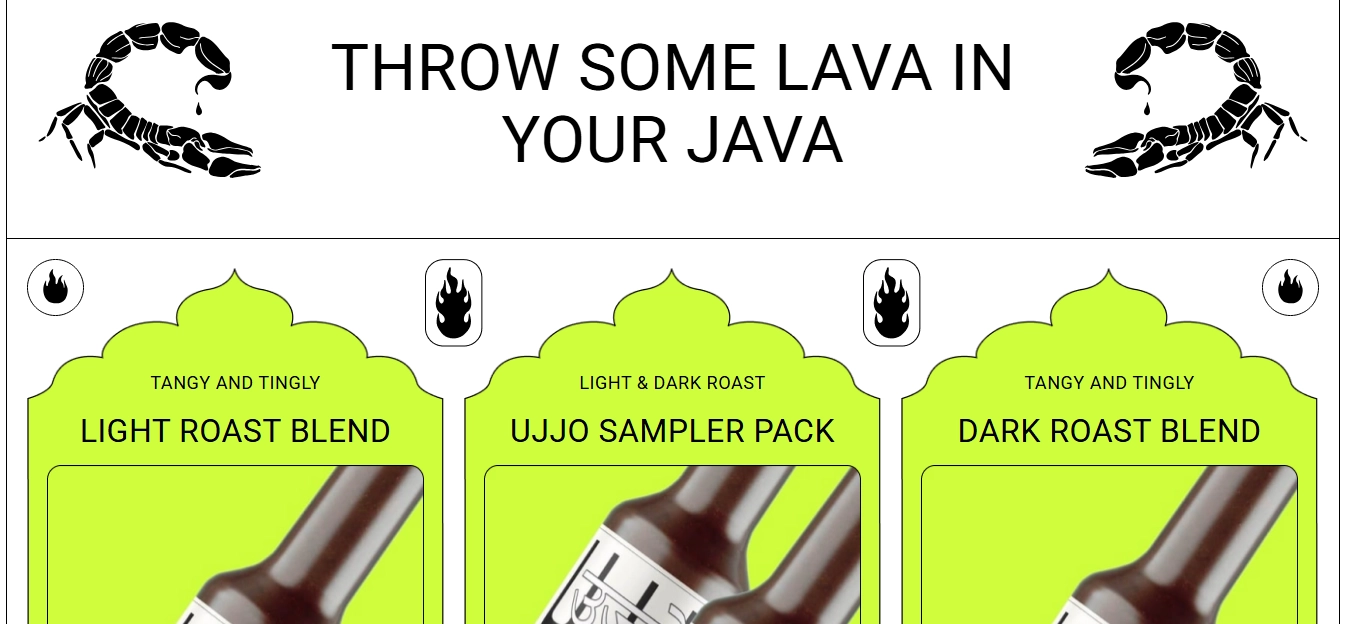 THROW SOME LAVA IN
YOUR JAVA
TANGY AND TINGLY
LIGHT ROAST BLEND
LIGHT & DARK ROAST
UJJO SAMPLER PACK
TANGY AND TINGLY
DARK ROAST BLEND